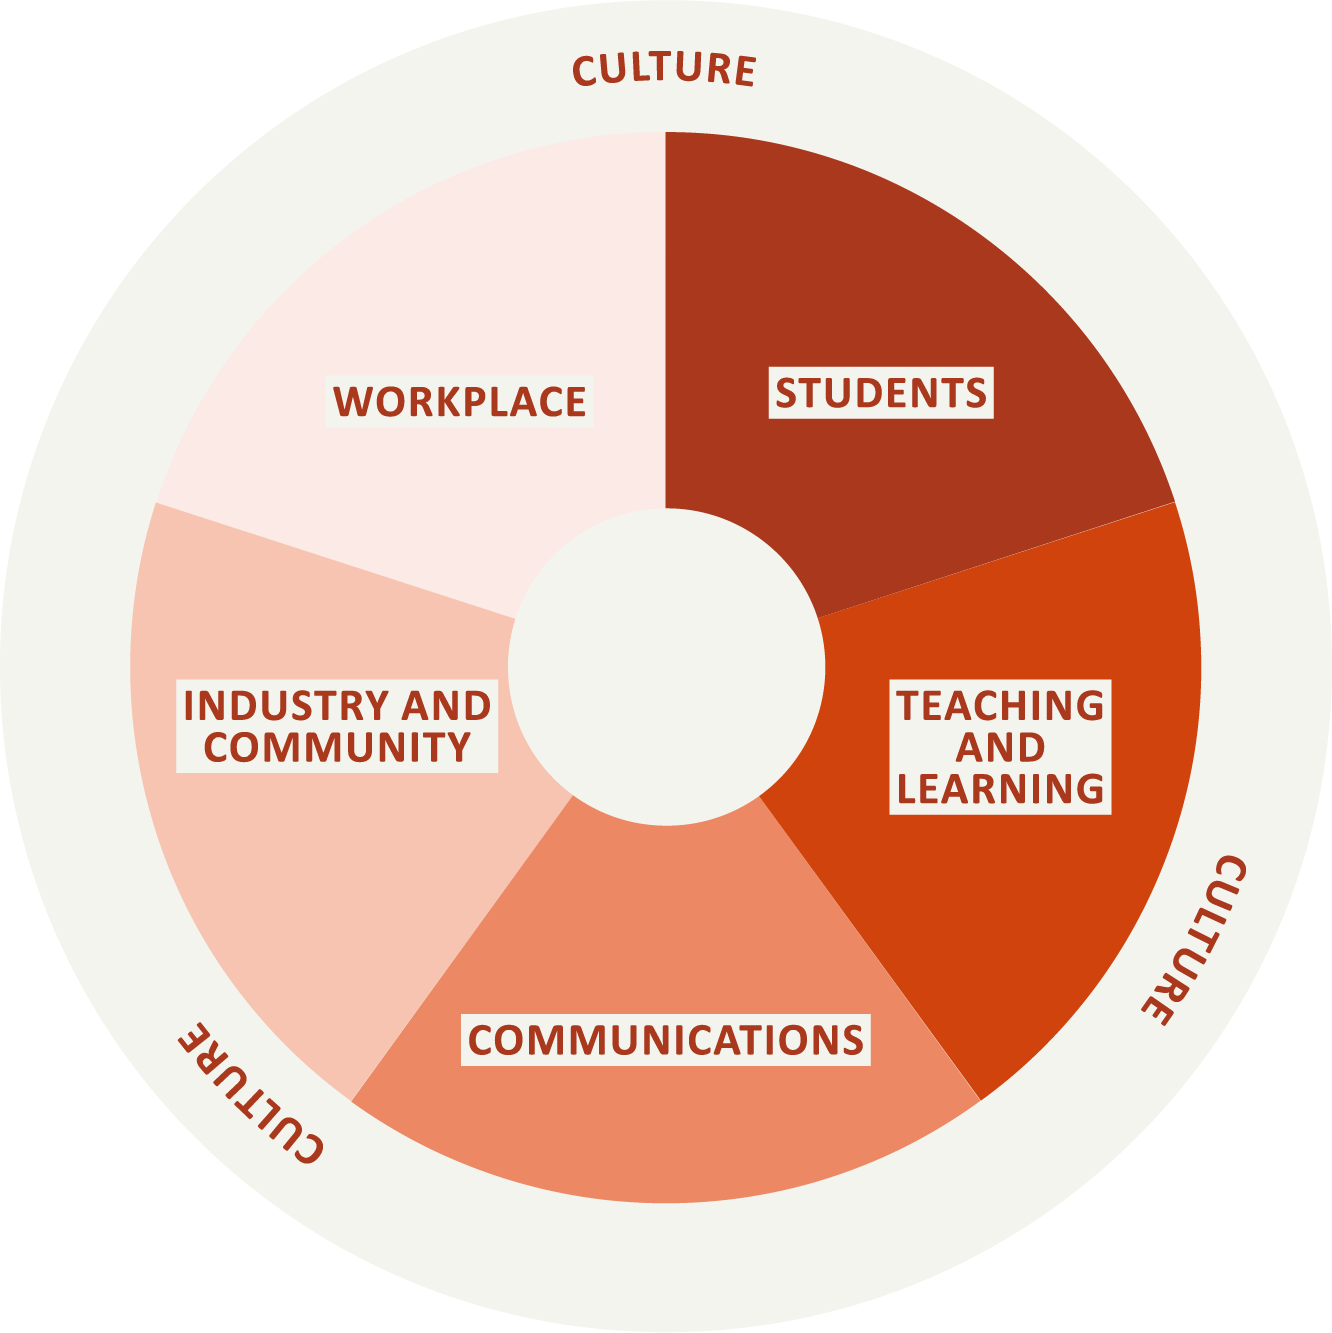 CULTURE
STUDENTS
WORKPLACE
INDUSTRY AND
COMMUNITY
TEACHING
AND
LEARNING
COMMUNICATIONS
CULTURE
CULTURE